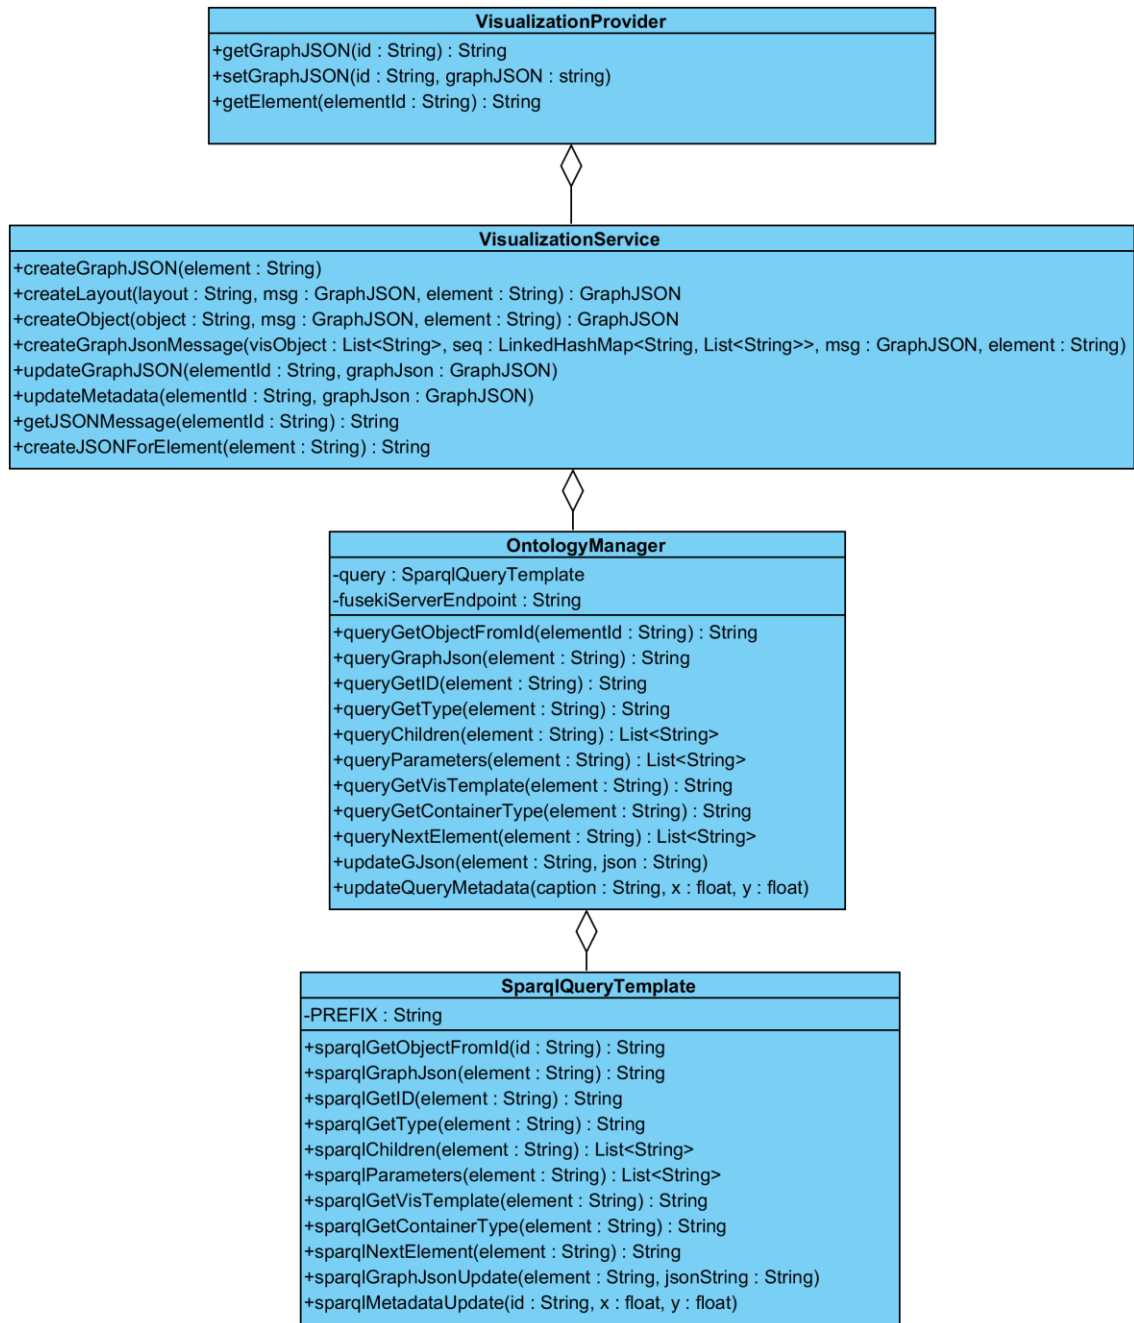 VisualizationProvider
+getGraphJSON(id : String) : String
+setGraphJSON(id : String, graphJSON : string)
+getElement(elementId : String) : String
VisualizationService
+createGraphJSON(element : String)
+createLayout(layout : String, msg : GraphJSON, element : String) : GraphJSON
+createObject(object : String, msg : GraphJSON, element : String) : GraphJSON
+createGraphJsonMessage(visObject : List<String>, seq : LinkedHashMap<String, List<String>>, msg : GraphJSON, element : String)
+updateGraphJSON(elementId : String, graphJson : GraphJSON)
+updateMetadata(elementId : String, graphJson : GraphJSON)
+getJSONMessage(elementId : String) : String
+createJSONForElement(element : String) : String
OntologyManager
-query : SparqlQueryTemplate
-fusekiServerEndpoint : String
+queryGetObjectFromId(elementId : String) : String
+queryGraphJson(element : String) : String
+queryGetID(element : String) : String
+queryGetType(element : String) : String
+queryChildren(element : String) : List<String>
+queryParameters(element : String) : List<String>
+queryGetVisTemplate(element : String) : String
+queryGetContainerType(element : String) : String
+queryNextElement(element : String) : List<String>
+updateGJson(element : String, json : String)
+updateQueryMetadata(caption : String, x : float, y : float)
SparqlQueryTemplate
-PREFIX : String
+sparqlGetObjectFromId(id : String) : String
+sparqlGraphJson(element : String) : String
+sparqlGetID(element : String) : String
+sparqlGetType(element : String) : String
+sparqlChildren(element : String) : List<String>
+sparqlParameters(element : String) : List<String>
+sparqlGetVisTemplate(element : String) : String
+sparqlGetContainerType(element : String) : String
+sparqlNextElement(element : String) : String
+sparqlGraphJsonUpdate(element : String, jsonString : String)
+sparqlMetadataUpdate(id : String, x : float, y : float)